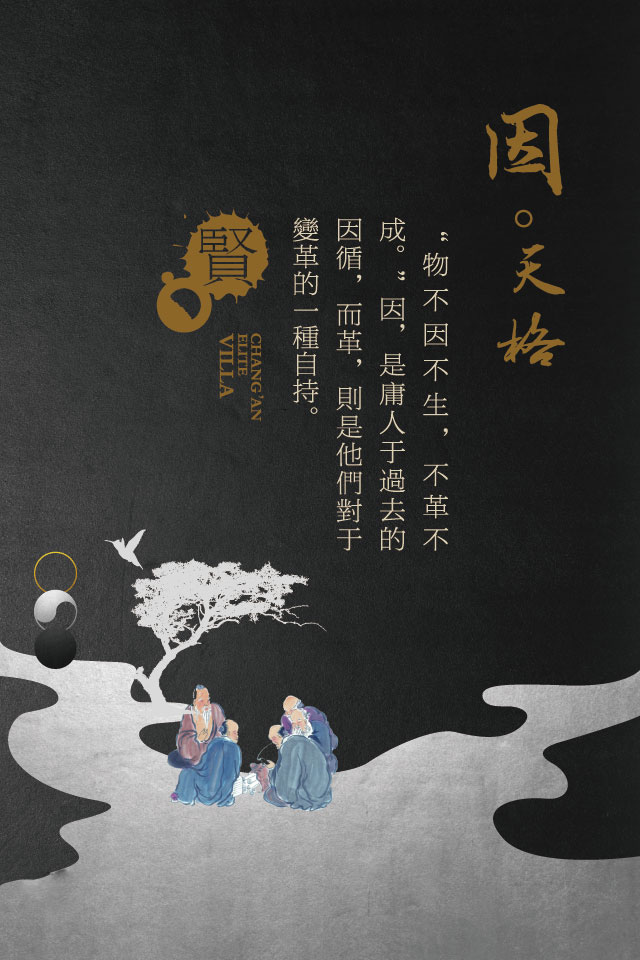 因。天格
“物不因不生，不革不
成。”因，是庸人于過去的
因循，而革，則是他們對于
變革的一種自持。
賢
CHANG'AN
ELITE
VILLA